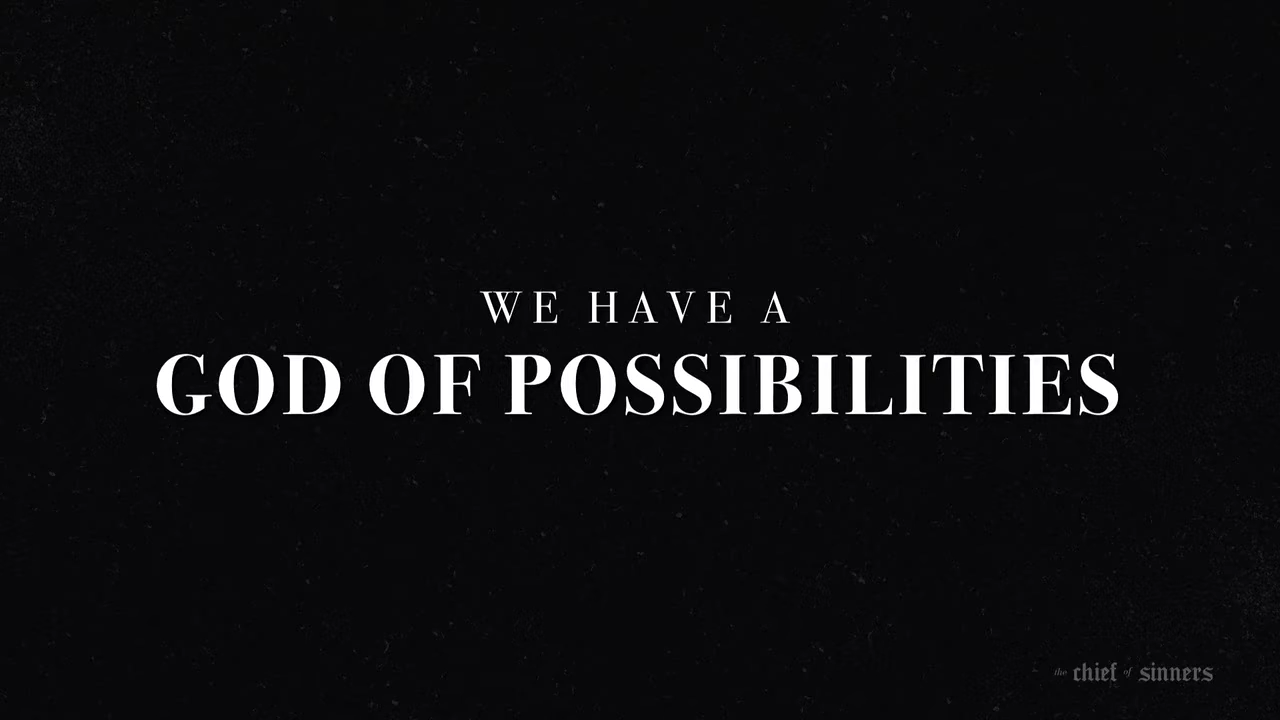 WE HAVE A
GOD OF POSSIBILITIES
the chief of sinners